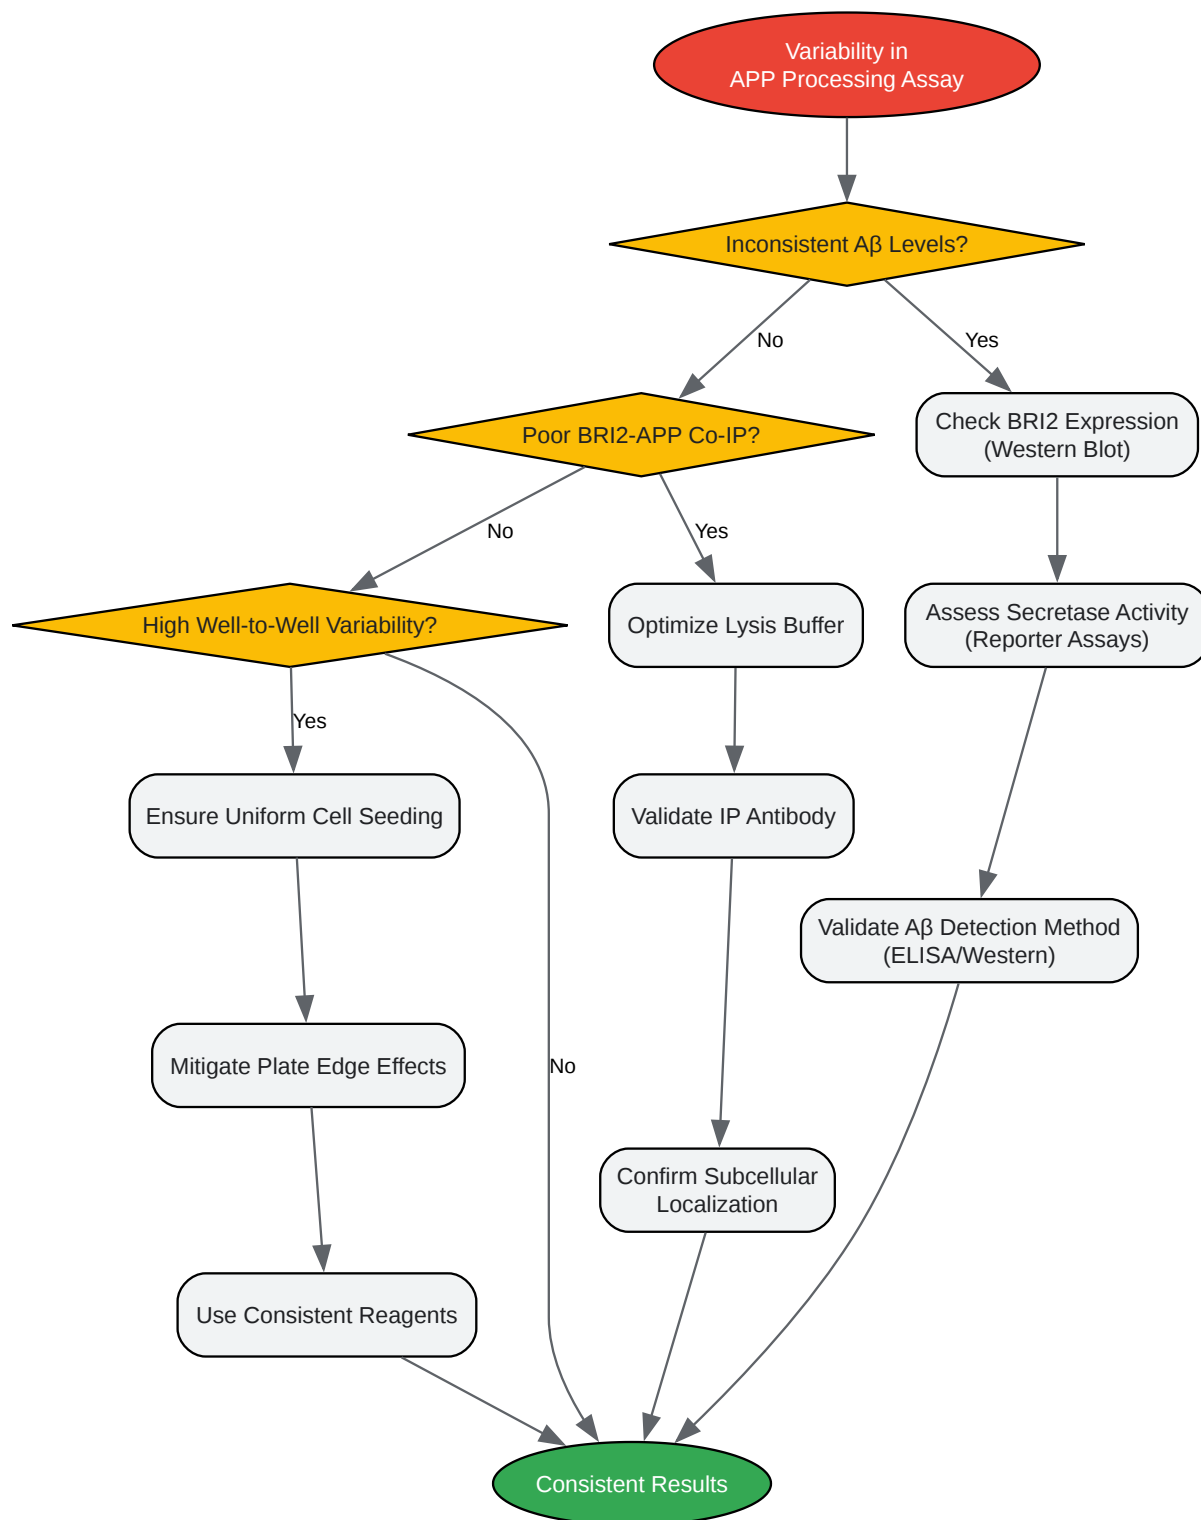 Variability in
APP Processing Assay
Inconsistent Aβ Levels?
No
Yes
Poor BRI2-APP Co-IP?
Check BRI2 Expression
(Western Blot)
No
Yes
High Well-to-Well Variability?
Optimize Lysis Buffer
Assess Secretase Activity
(Reporter Assays)
Yes
Ensure Uniform Cell Seeding
Validate IP Antibody
Validate Aβ Detection Method
(ELISA/Western)
Mitigate Plate Edge Effects
No
Confirm Subcellular
Localization
Use Consistent Reagents
Consistent Results